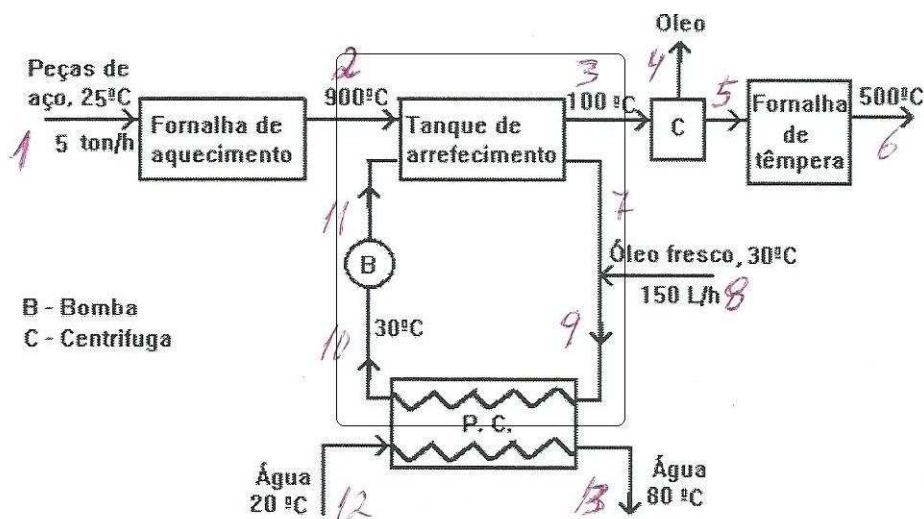 Óleo
4
2
3
5
Peças de
aço, 25ºC
900ºC
100 ºC
500ºC
1
5 ton/h
Fornalha de
aquecimento
Tanque de
arrefecimento
C
Fornalha
de
têmpera
6
11
7
B
Óleo fresco, 30ºC
150 L/h
8
B - Bomba
C - Centrifuga
10
30ºC
9
P. C.
Água
20 ºC
12
13
Água
80 ºC